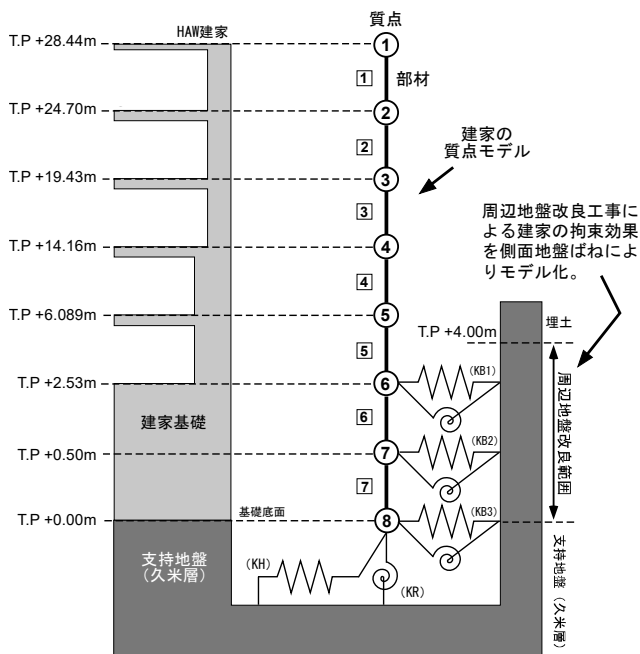 HAW建家
質点
T.P +28.44m
1
1
部材
T.P +24.70m
2
2
建家の
質点モデル
T.P +19.43m
3
3
周辺地盤改良工事に
よる建家の拘束効果
を側面地盤ばねによ
りモデル化。
T.P +14.16m
4
4
T.P +6.089m
5
埋土
T.P +4.00m
5
T.P +2.53m
6
(KB1)
周辺地盤改良範囲
建家基礎
6
T.P +0.50m
7
(KB2)
7
T.P +0.00m
基礎底面
8
(KB3)
支持地盤
(久米層)
(KH)
(KR)
支持地盤(久米層)